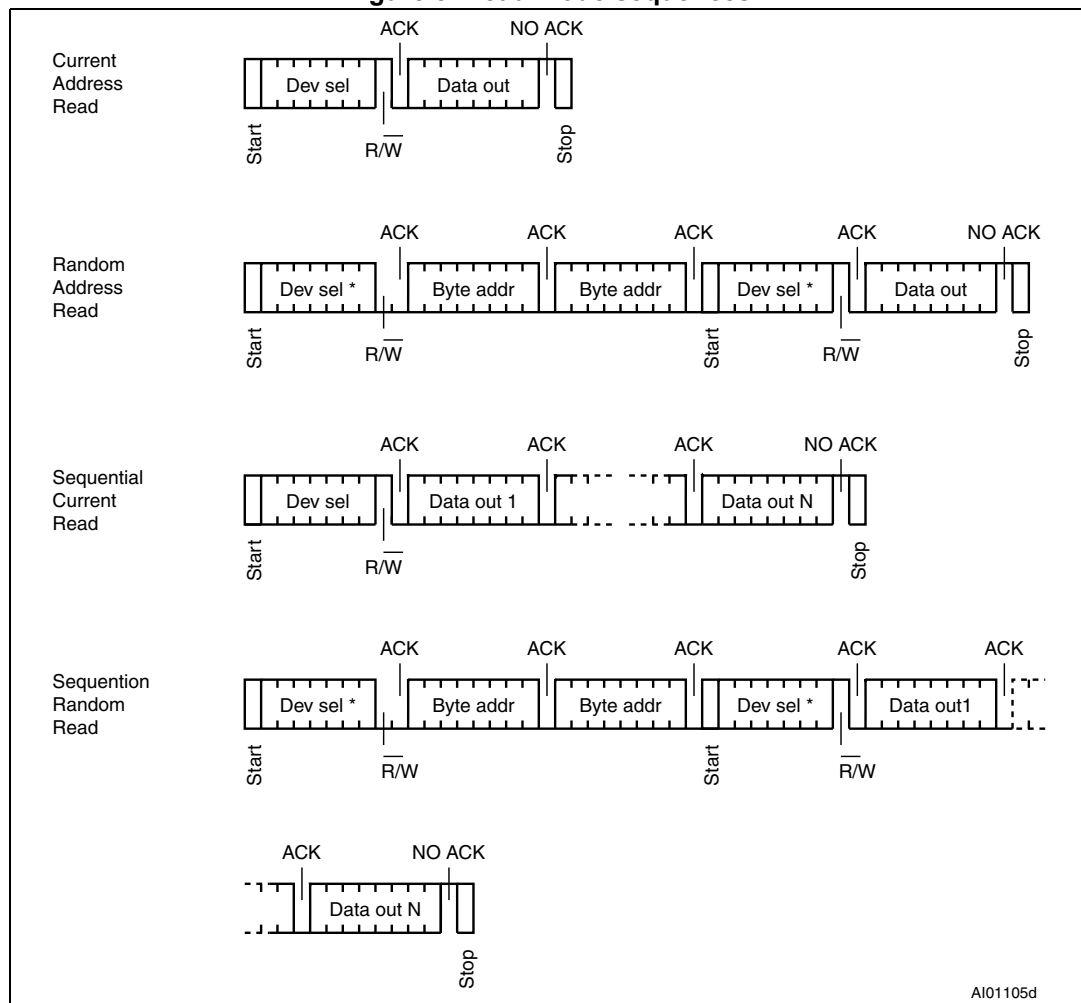 ACK NO ACK
Current
Address
Read
Dev sel Data out
Start R/W Stop
ACK ACK ACK ACK NO ACK
Random
Address
Read
Dev sel * Byte addr Byte addr Dev sel * Data out
Start R/W Start R/W Stop
ACK ACK ACK NO ACK
Sequential
Current
Read
Dev sel Data out 1 Data out N
Start R/W Stop
ACK ACK ACK ACK ACK
Sequention
Random
Read
Dev sel * Byte addr Byte addr Dev sel * Data out1
Start R/W Start R/W
ACK NO ACK
Data out N
Stop
AI01105d